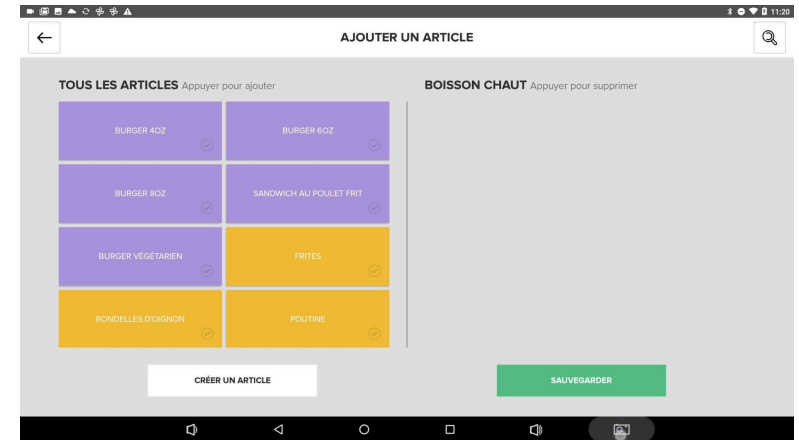 11:20
AJOUTER UN ARTICLE
TOUS LES ARTICLES Appuyer pour ajouter
BOISSON CHAUT Appuyer pour supprimer
BURGER 4OZ
BURGER 6OZ
BURGER 8OZ
SANDWICH AU POULET FRIT
BURGER VÉGÉTARIEN
FRITES
RONDELLES D'OIGNON
POUTINE
CRÉER UN ARTICLE
SAUVEGARDER